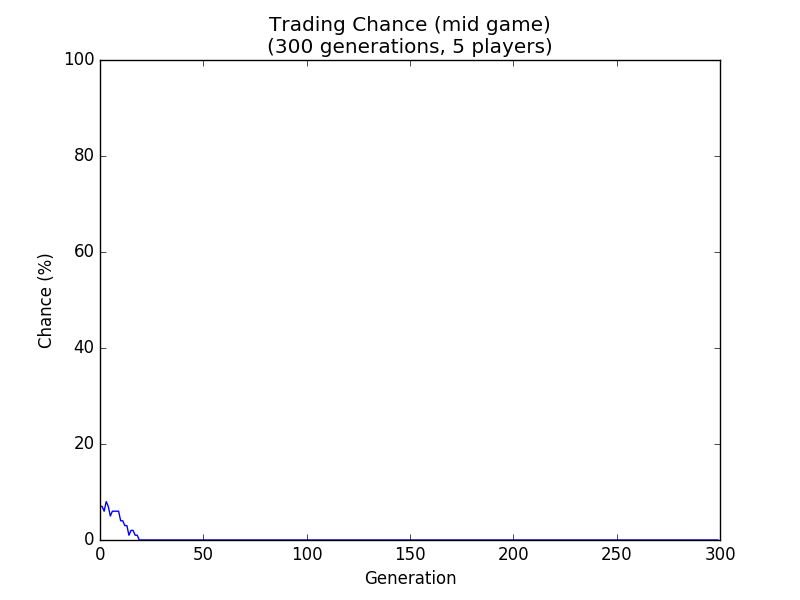 Trading Chance (mid game)
(300 generations, 5 players)
100
80
60
40
20
0
Chance (%)
0 50 100 150 200 250 300
Generation